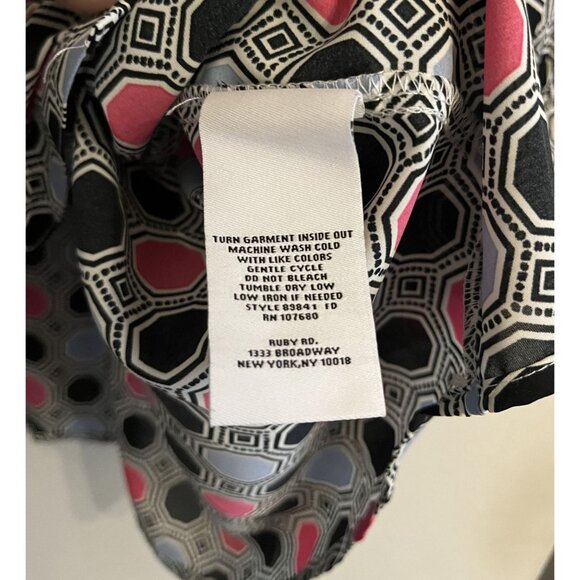 TURN GARMENT INSIDE OUT
MACHINE WASH COLD
WITH LIKE COLORS
GENTLE CYCLE
DO NOT BLEACH
TUMBLE DRY LOW
LOW IRON IF NEEDED
STYLE 89841 FD
RN 107680
RUBY RD.
1333 BROADWAY
NEW YORK,NY 10018